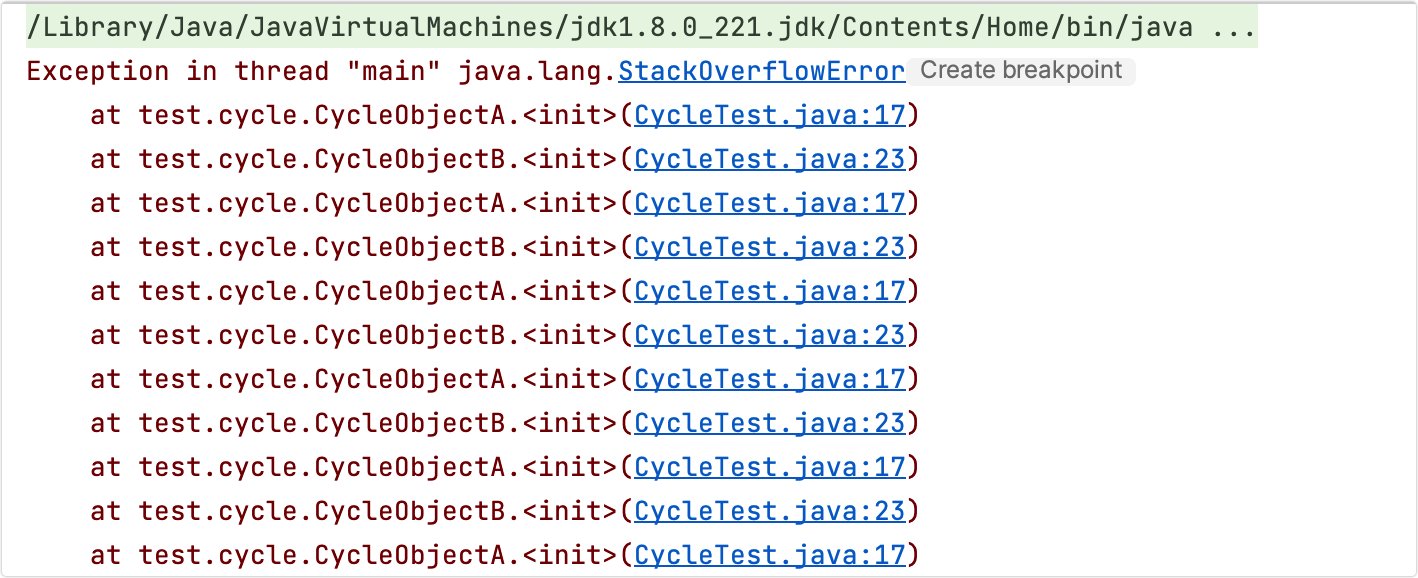 /Library/Java/JavaVirtualMachines/jdk1.8.0_221.jdk/Contents/Home/bin/java ...
Exception in thread "main" java.lang.StackOverflowError Create breakpoint
    at test.cycle.CycleObjectA.<init>(CycleTest.java:17)
    at test.cycle.CycleObjectB.<init>(CycleTest.java:23)
    at test.cycle.CycleObjectA.<init>(CycleTest.java:17)
    at test.cycle.CycleObjectB.<init>(CycleTest.java:23)
    at test.cycle.CycleObjectA.<init>(CycleTest.java:17)
    at test.cycle.CycleObjectB.<init>(CycleTest.java:23)
    at test.cycle.CycleObjectA.<init>(CycleTest.java:17)
    at test.cycle.CycleObjectB.<init>(CycleTest.java:23)
    at test.cycle.CycleObjectA.<init>(CycleTest.java:17)
    at test.cycle.CycleObjectB.<init>(CycleTest.java:23)
    at test.cycle.CycleObjectA.<init>(CycleTest.java:17)